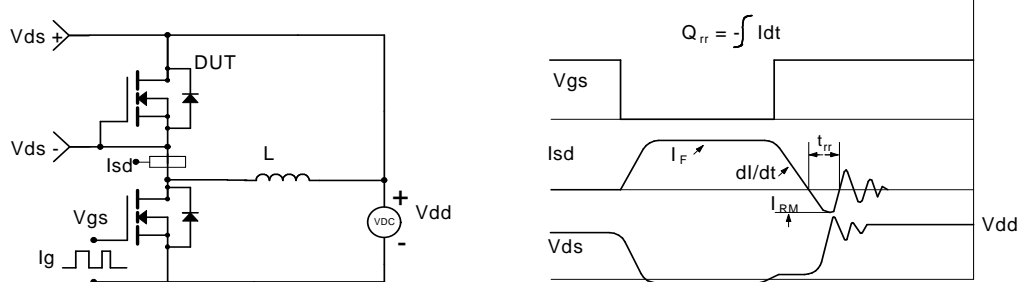 Vds +
DUT
Vds -
Isd
L
Vgs
Ig
+
VDC
-
Vdd
Q rr = -∫ Idt
Vgs
Isd
I F
dI/dt
t rr
I RM
Vds
Vdd